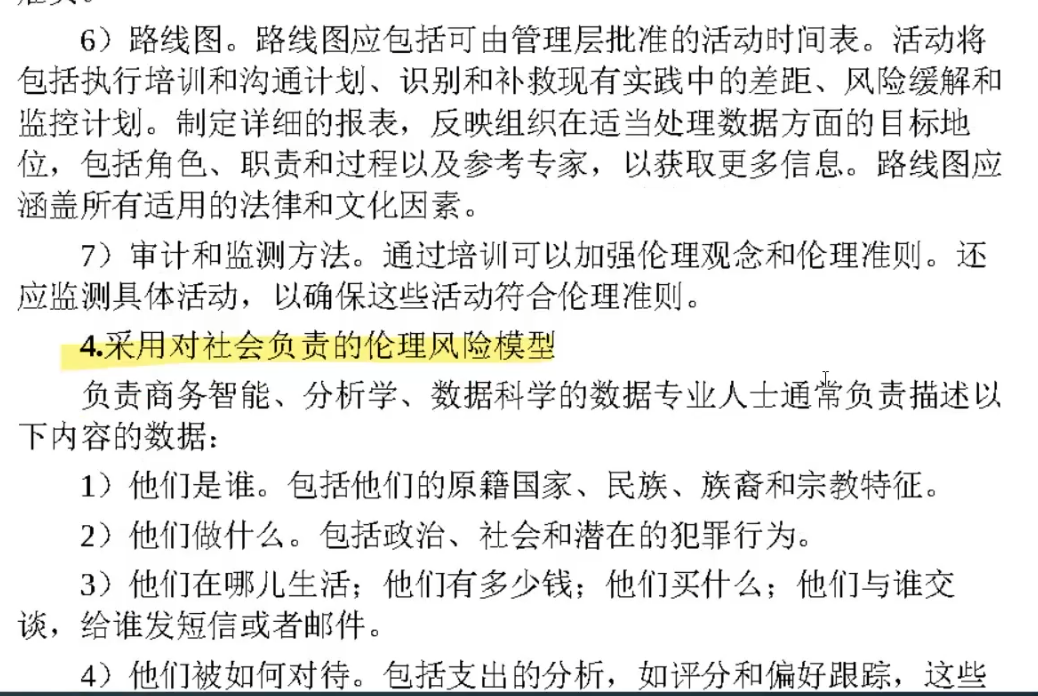 6）路线图。路线图应包括可由管理层批准的活动时间表。活动将
包括执行培训和沟通计划、识别和补救现有实践中的差距、风险缓解和
监控计划。制定详细的报表，反映组织在适当处理数据方面的目标地
位，包括角色、职责和过程以及参考专家，以获取更多信息。路线图应
涵盖所有适用的法律和文化因素。
7）审计和监测方法。通过培训可以加强伦理观念和伦理准则。还
应监测具体活动，以确保这些活动符合伦理准则。
4.采用对社会负责的伦理风险模型
负责商务智能、分析学、数据科学的数据专业人士通常负责描述以
下内容的数据：
1）他们是谁。包括他们的原籍国家、民族、族裔和宗教特征。
2）他们做什么。包括政治、社会和潜在的犯罪行为。
3）他们在哪儿生活；他们有多少钱；他们买什么；他们与谁交
谈，给谁发短信或者邮件。
4）他们被如何对待。包括支出的分析，如评分和偏好跟踪，这些